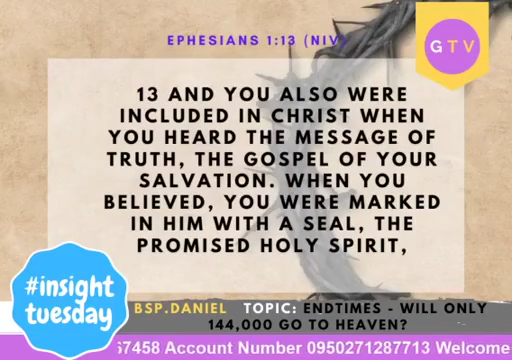 EPHESIANS 1:13 (NIV)
GTV
13 AND YOU ALSO WERE
INCLUDED IN CHRIST WHEN
YOU HEARD THE MESSAGE OF
TRUTH, THE GOSPEL OF YOUR
SALVATION. WHEN YOU
BELIEVED, YOU WERE MARKED
IN HIM WITH A SEAL, THE
PROMISED HOLY SPIRIT,
#insight
tuesday
BSP.DANIEL TOPIC: ENDTIMES - WILL ONLY
144,000 GO TO HEAVEN?
67458 Account Number 0950271287713 Welcome